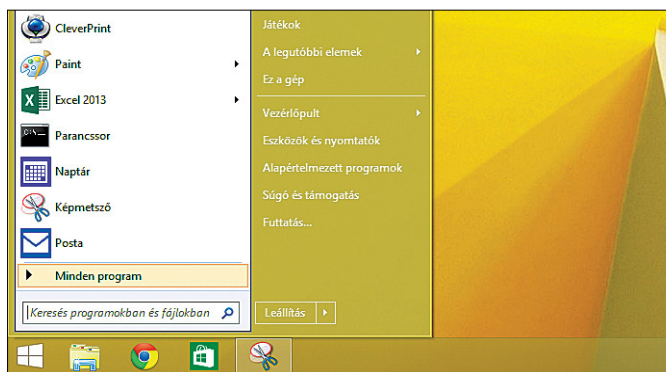 CleverPrint
Paint
Excel 2013
Parancssor
Naptár
Képmetsző
Posta
Minden program
Keresés programokban és fájlokban
Játékok
A legutóbbi elemek
Ez a gép
Vezérlőpult
Eszközök és nyomtatók
Alapértelmezett programok
Súgó és támogatás
Futtatás...
Leállítás